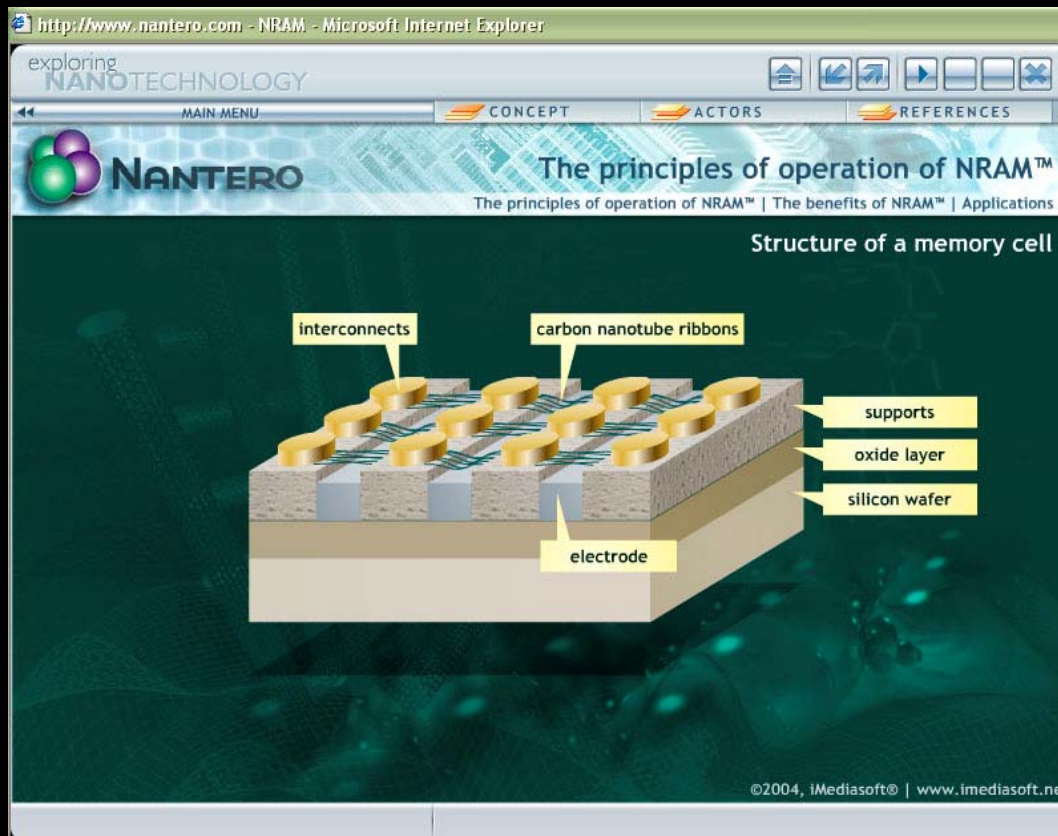 http://www.nantero.com - NRAM - Microsoft Internet Explorer
exploring
NANOTECHNOLOGY
MAIN MENU
CONCEPT
ACTORS
REFERENCES
NANTERO
The principles of operation of NRAM™
The principles of operation of NRAM™ | The benefits of NRAM™ | Applications
Structure of a memory cell
interconnects
carbon nanotube ribbons
supports
oxide layer
silicon wafer
electrode
©2004, iMediasoft® | www.imediasoft.ne